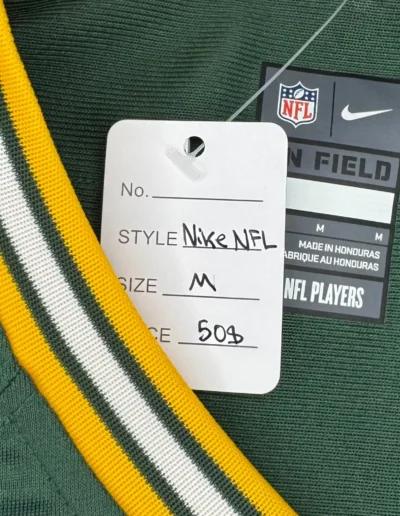 NFL
N FIELD
No.
STYLE Nike NFL
M M
MADE IN HONDURAS
ABRIQUE AU HONDURAS
SIZE M
NFL PLAYERS
CE 50$